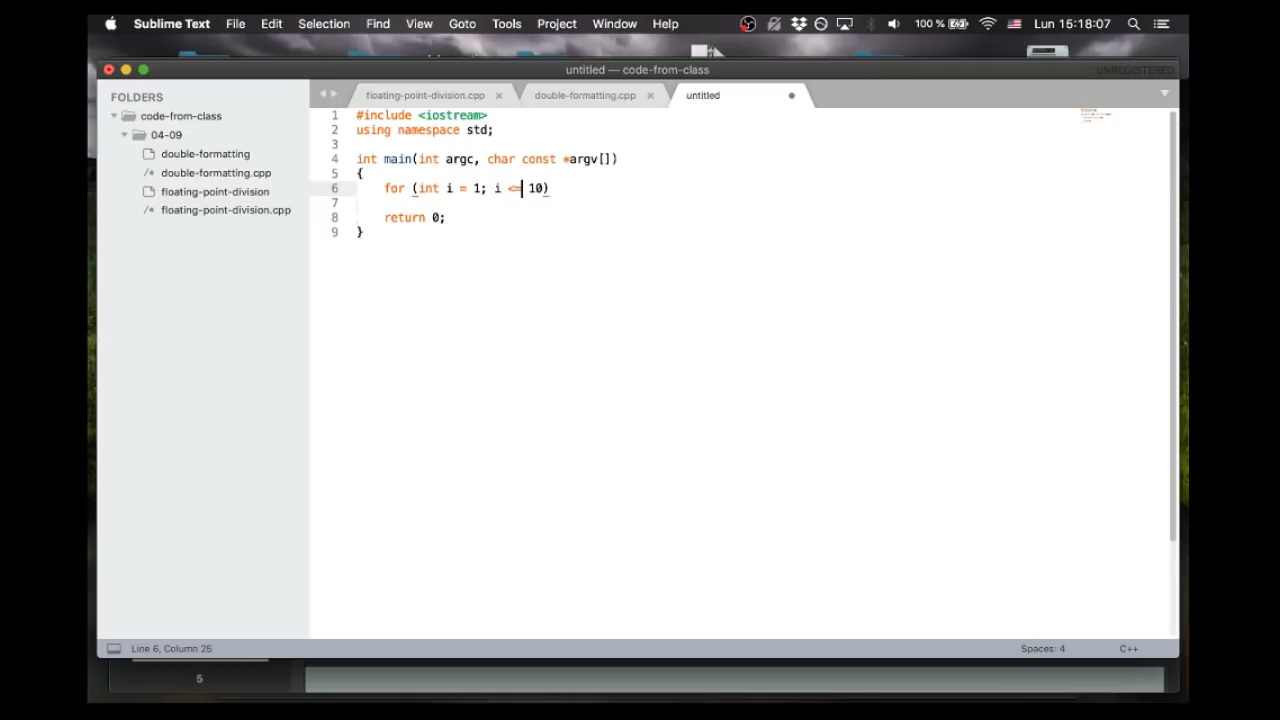 Sublime Text File Edit Selection Find View Goto Tools Project Window Help 100 % Lun 15:18:07
untitled — code-from-class UNREGISTERED
FOLDERS
code-from-class
04-09
double-formatting
double-formatting.cpp
floating-point-division
floating-point-division.cpp
floating-point-division.cpp double-formatting.cpp untitled
1 #include <iostream>
2 using namespace std;
3
4 int main(int argc, char const *argv[])
5 {
6 for (int i = 1; i <= 10)
7
8 return 0;
9 }
Line 6, Column 25 Spaces: 4 C++
5